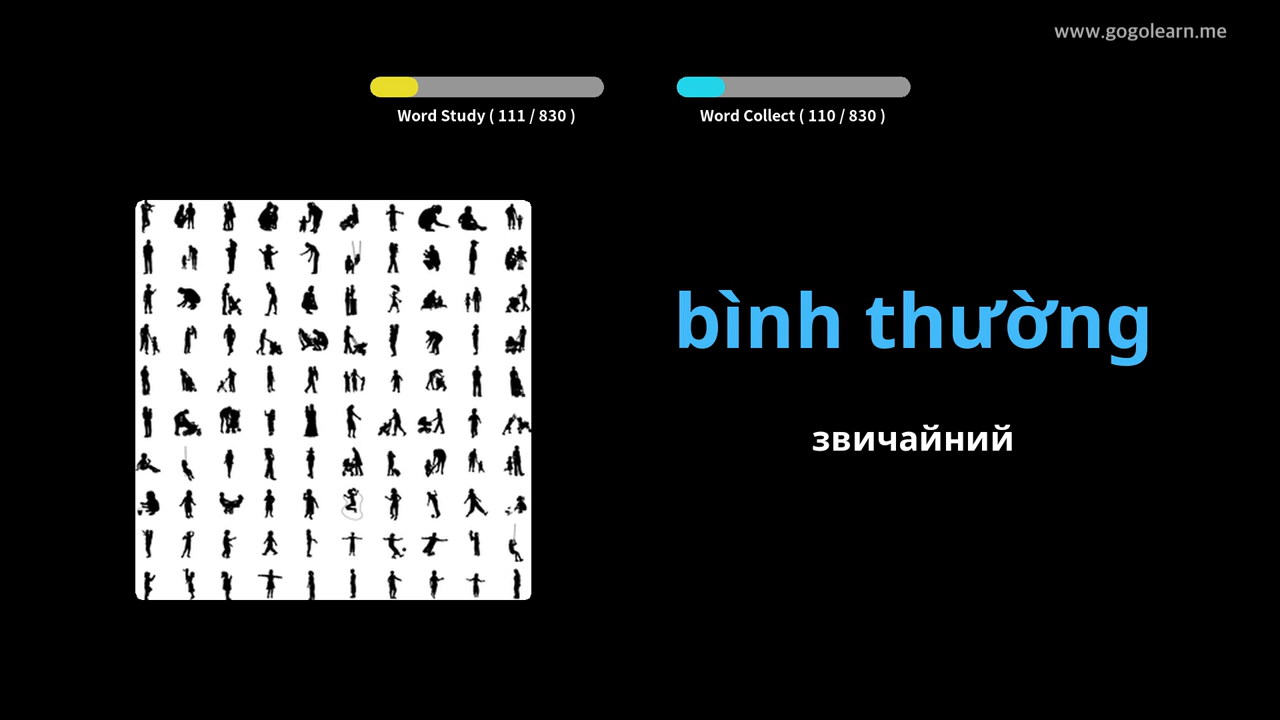 www.gogolearn.me
Word Study ( 111 / 830 )
Word Collect ( 110 / 830 )
bình thường
звичайний